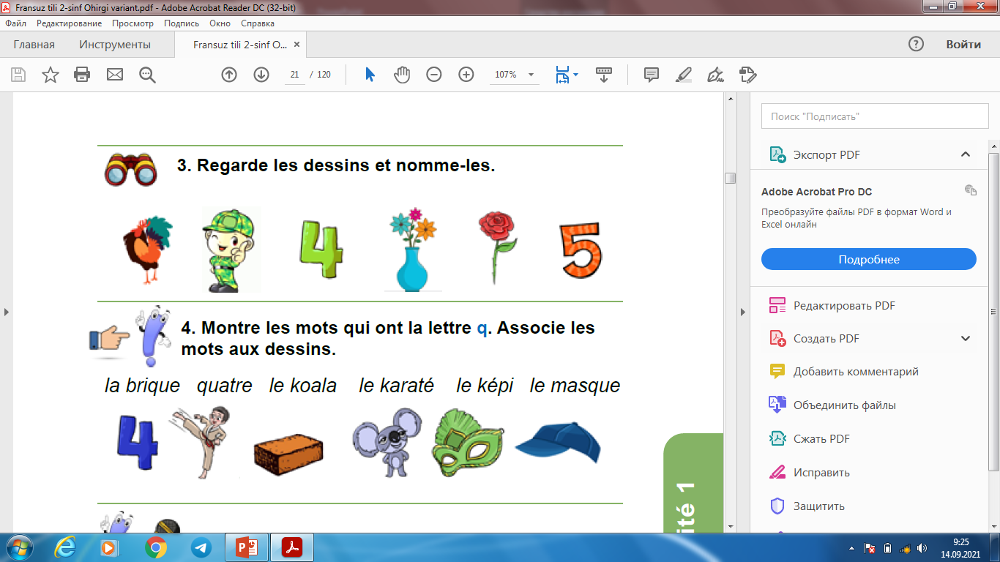 Fransuz tili 2-sinf Ohirgi variant.pdf - Adobe Acrobat Reader DC (32-bit)
Файл Редактирование Просмотр Подпись Окно Справка
Главная Инструменты Fransuz tili 2-sinf O... × Войти
21 / 120 107%
Поиск "Подписать"
3. Regarde les dessins et nomme-les.
4 5
4. Montre les mots qui ont la lettre q. Associe les
mots aux dessins.
la brique quatre le koala le karaté le képi le masque
4
ité 1
Экспорт PDF
Adobe Acrobat Pro DC
Преобразуйте файлы PDF в формат Word и
Excel онлайн
Подробнее
Редактировать PDF
Создать PDF
Добавить комментарий
Объединить файлы
Сжать PDF
Исправить
Защитить
9:25
14.09.2021